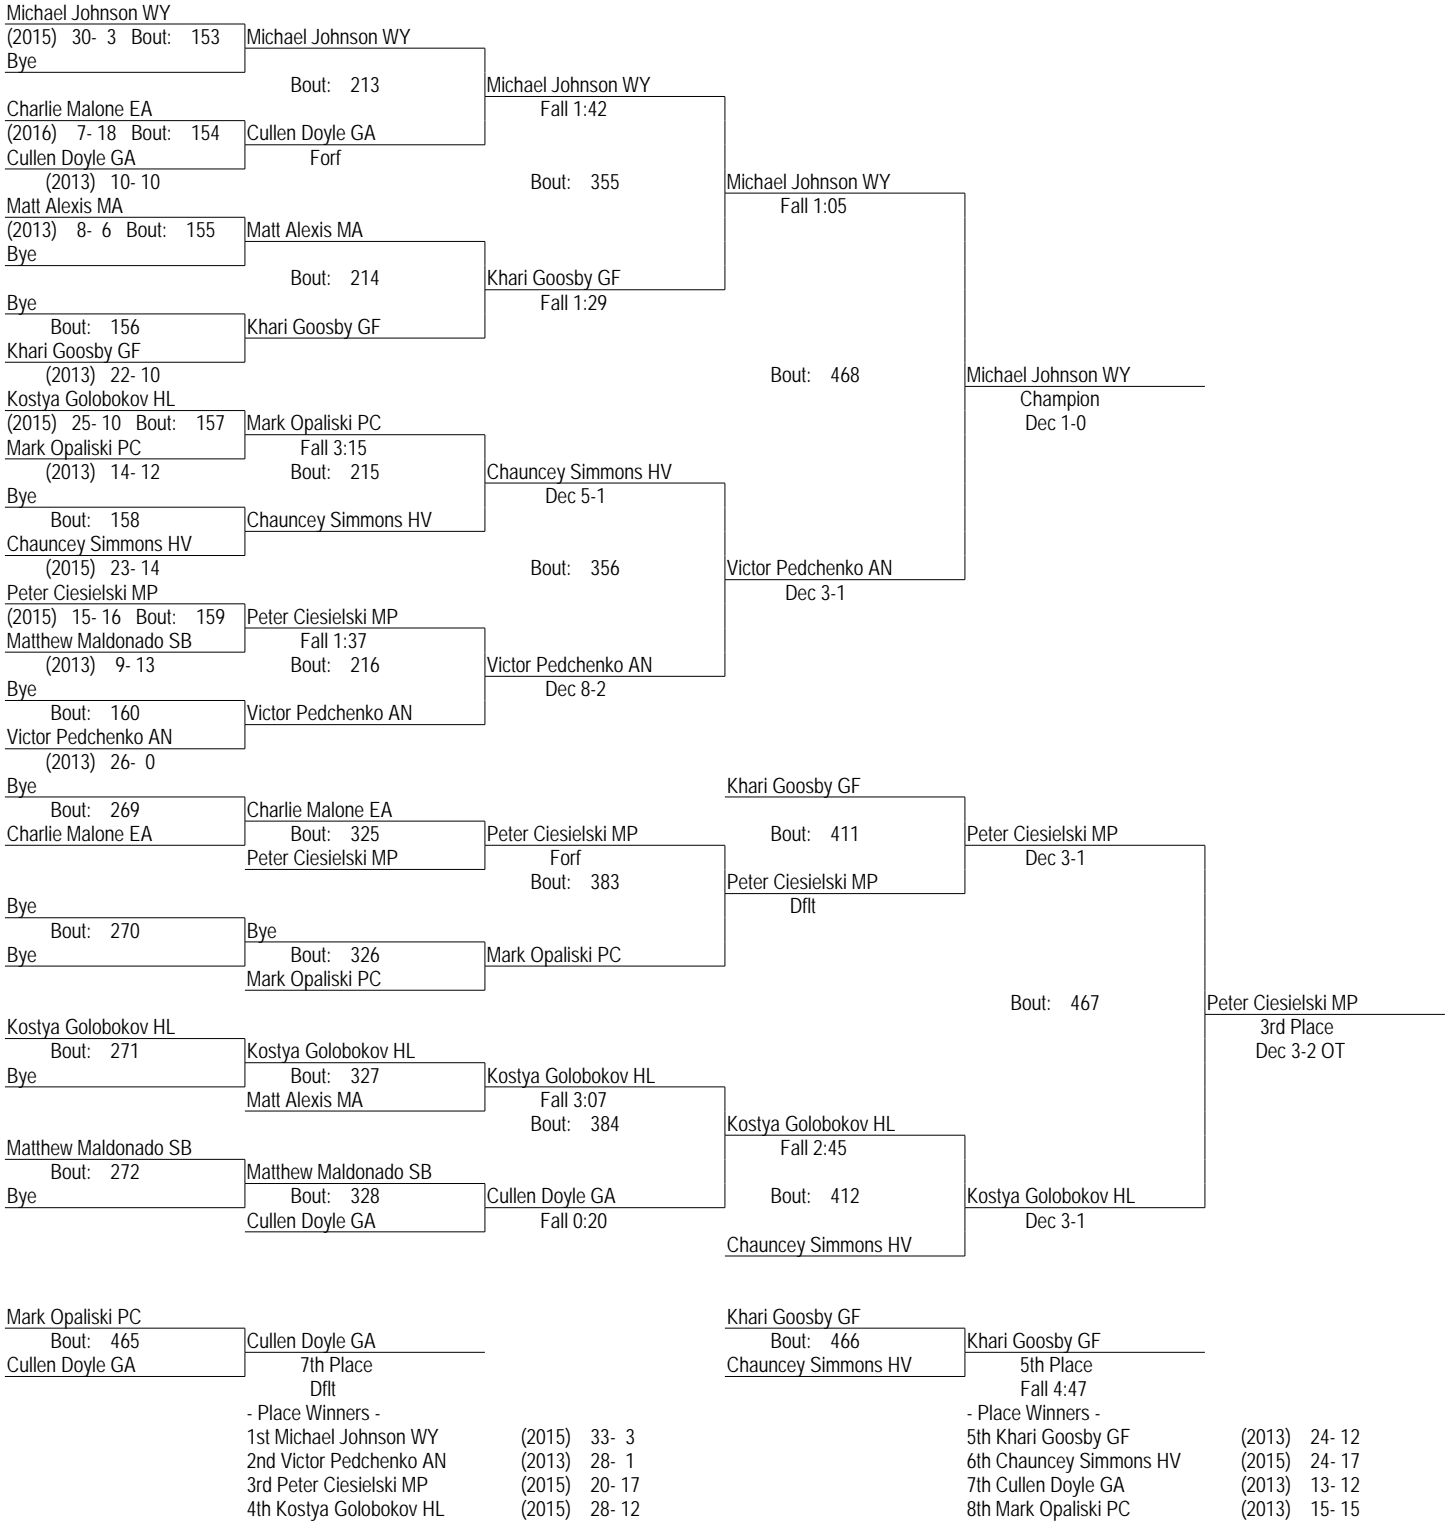 Michael Johnson WY
(2015) 30- 3 Bout: 153 Michael Johnson WY
Bye
Bout: 213 Michael Johnson WY
Charlie Malone EA Fall 1:42
(2016) 7- 18 Bout: 154 Cullen Doyle GA
Cullen Doyle GA Forf
(2013) 10- 10 Bout: 355 Michael Johnson WY
Matt Alexis MA Fall 1:05
(2013) 8- 6 Bout: 155 Matt Alexis MA
Bye
Bout: 214 Khari Goosby GF
Bye Fall 1:29
Bout: 156 Khari Goosby GF
Khari Goosby GF
(2013) 22- 10 Bout: 468 Michael Johnson WY
Kostya Golobokov HL Champion
(2015) 25- 10 Bout: 157 Mark Opaliski PC Dec 1-0
Mark Opaliski PC Fall 3:15
(2013) 14- 12 Bout: 215 Chauncey Simmons HV
Bye Dec 5-1
Bout: 158 Chauncey Simmons HV
Chauncey Simmons HV
(2015) 23- 14 Bout: 356 Victor Pedchenko AN
Peter Ciesielski MP Dec 3-1
(2015) 15- 16 Bout: 159 Peter Ciesielski MP
Matthew Maldonado SB Fall 1:37
(2013) 9- 13 Bout: 216 Victor Pedchenko AN
Bye Dec 8-2
Bout: 160 Victor Pedchenko AN
Victor Pedchenko AN
(2013) 26- 0
Bye Khari Goosby GF
Bout: 269 Charlie Malone EA
Charlie Malone EA Bout: 325 Peter Ciesielski MP Bout: 411 Peter Ciesielski MP
Peter Ciesielski MP Forf Dec 3-1
Bout: 383 Peter Ciesielski MP
Bye Dflt
Bout: 270 Bye
Bye Bout: 326 Mark Opaliski PC
Mark Opaliski PC
Bout: 467 Peter Ciesielski MP
Kostya Golobokov HL 3rd Place
Bout: 271 Kostya Golobokov HL Dec 3-2 OT
Bye Bout: 327 Kostya Golobokov HL
Matt Alexis MA Fall 3:07
Bout: 384 Kostya Golobokov HL
Matthew Maldonado SB Fall 2:45
Bout: 272 Matthew Maldonado SB
Bye Bout: 328 Cullen Doyle GA Bout: 412 Kostya Golobokov HL
Cullen Doyle GA Fall 0:20 Dec 3-1
Chauncey Simmons HV
Mark Opaliski PC Khari Goosby GF
Bout: 465 Cullen Doyle GA Bout: 466 Khari Goosby GF
Cullen Doyle GA 7th Place Chauncey Simmons HV 5th Place
Dflt Fall 4:47
- Place Winners - - Place Winners -
1st Michael Johnson WY (2015) 33- 3 5th Khari Goosby GF (2013) 24- 12
2nd Victor Pedchenko AN (2013) 28- 1 6th Chauncey Simmons HV (2015) 24- 17
3rd Peter Ciesielski MP (2015) 20- 17 7th Cullen Doyle GA (2013) 13- 12
4th Kostya Golobokov HL (2015) 28- 12 8th Mark Opaliski PC (2013) 15- 15